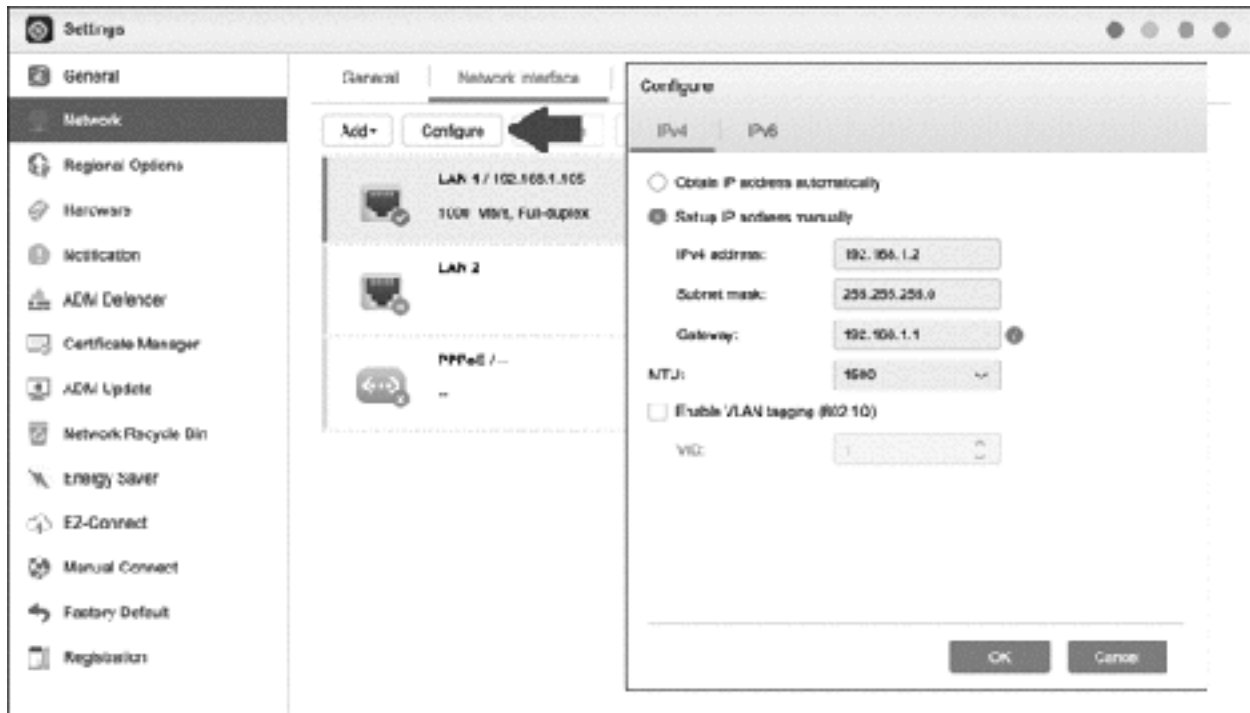 Settings
General
Network
Regional Options
Hardware
Notification
ADM Defender
Certificate Manager
ADM Update
Network Recycle Bin
Energy Saver
EZ-Connect
Manual Connect
Factory Default
Registration
General
Network Interface
Add
Configure
LAN 1 / 192.168.1.105
1000 Mb/s, Full-duplex
LAN 2
PPPoE / --
--
Configure
IPv4
IPv6
Obtain IP address automatically
Setup IP address manually
IPv4 address: 192.168.1.2
Subnet mask: 255.255.255.0
Gateway: 192.168.1.1
MTU: 1500
Enable VLAN tagging (802.1Q)
VID: 1
OK
Cancel